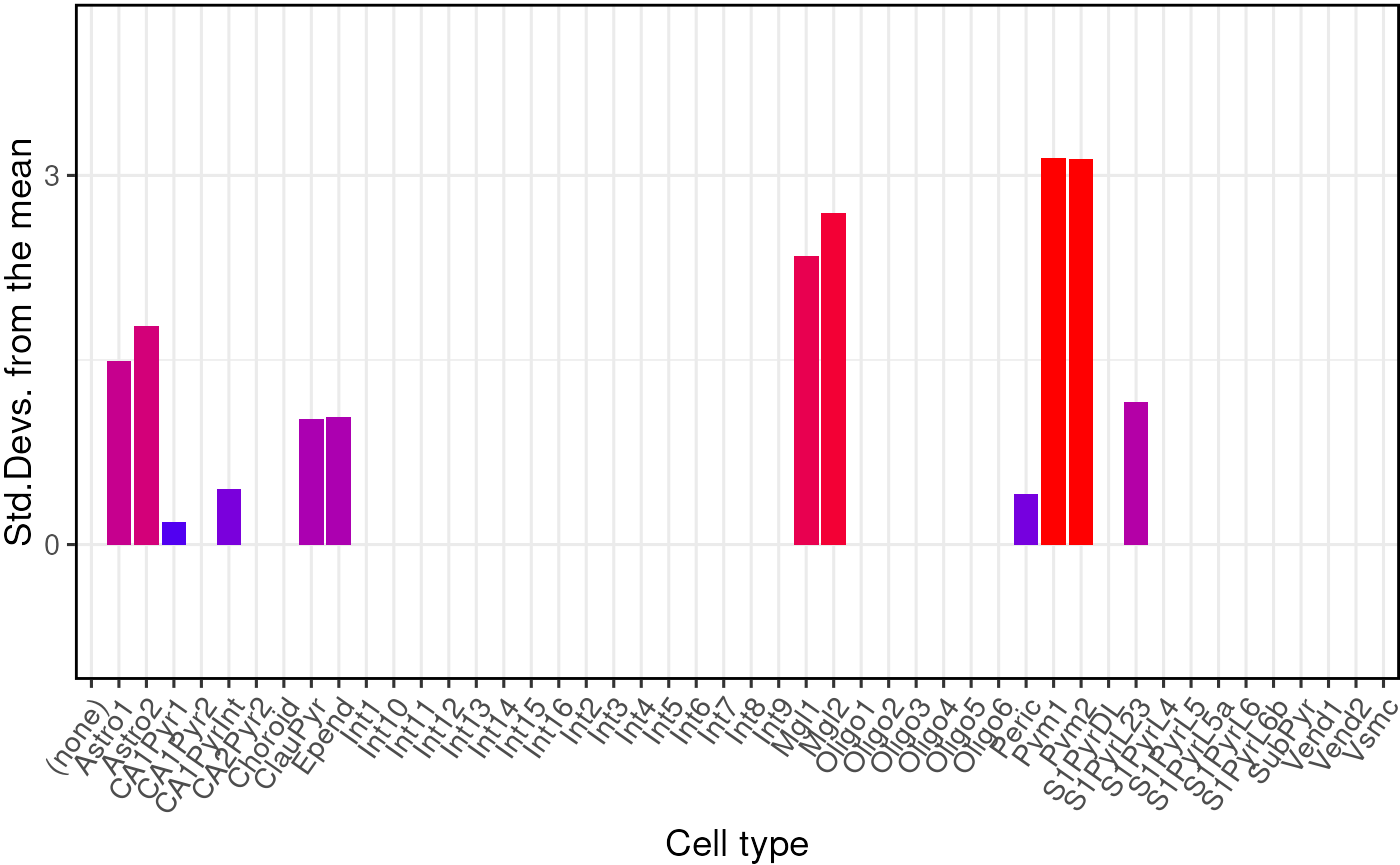 Std.Devs. from the mean
3
0
(none)
Astro1
Astro2
CA1Pyr1
CA1Pyr2
CA1PyrInt
CA2Pyr2
Choroid
ClauPyr
Epend
Int1
Int10
Int11
Int12
Int13
Int14
Int15
Int16
Int2
Int3
Int4
Int5
Int6
Int7
Int8
Int9
Mgl1
Mgl2
Oligo1
Oligo2
Oligo3
Oligo4
Oligo5
Oligo6
Peric
Pvm1
Pvm2
S1PyrDL
S1PyrL23
S1PyrL4
S1PyrL5
S1PyrL5a
S1PyrL6
S1PyrL6b
SubPyr
Vend1
Vend2
Vsmc
Cell type